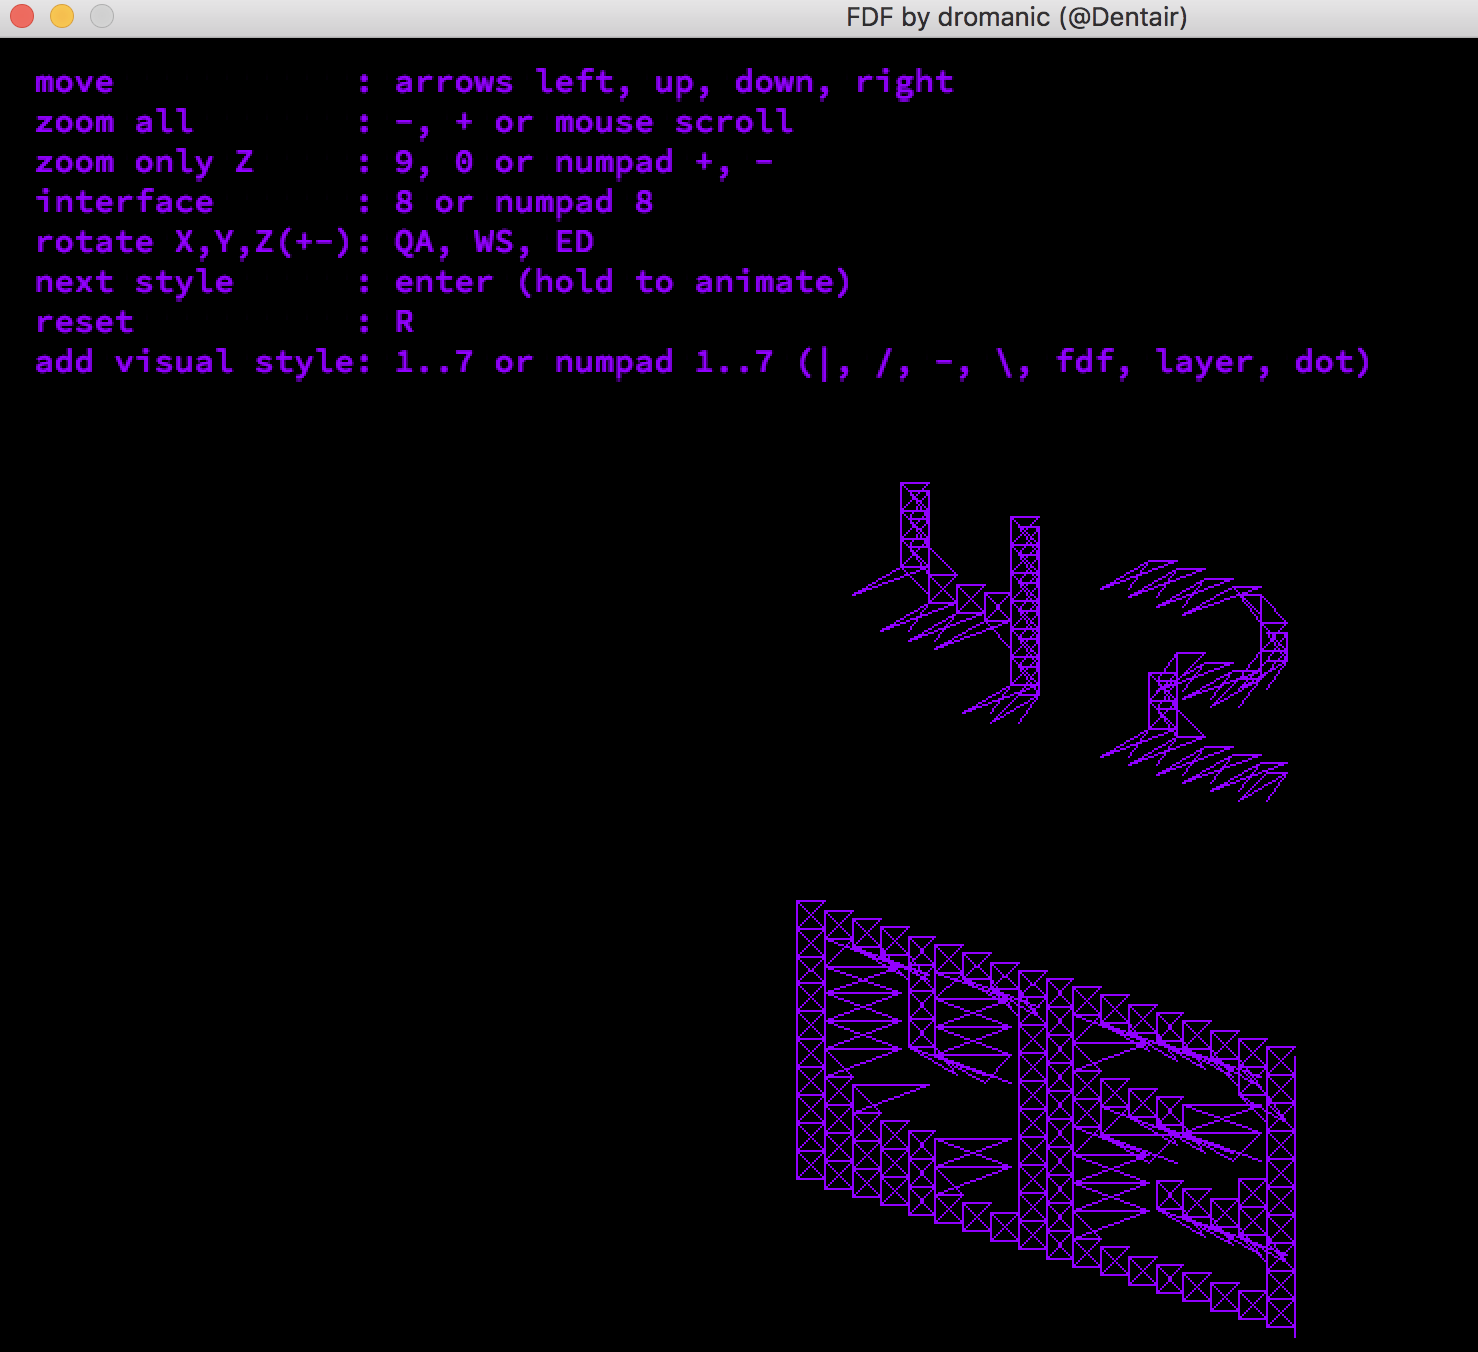 FDF by dromanic (@Dentair)
move : arrows left, up, down, right
zoom all : -, + or mouse scroll
zoom only Z : 9, 0 or numpad +, -
interface : 8 or numpad 8
rotate X,Y,Z(+-): QA, WS, ED
next style : enter (hold to animate)
reset : R
add visual style: 1..7 or numpad 1..7 (|, /, -, \, fdf, layer, dot)
42